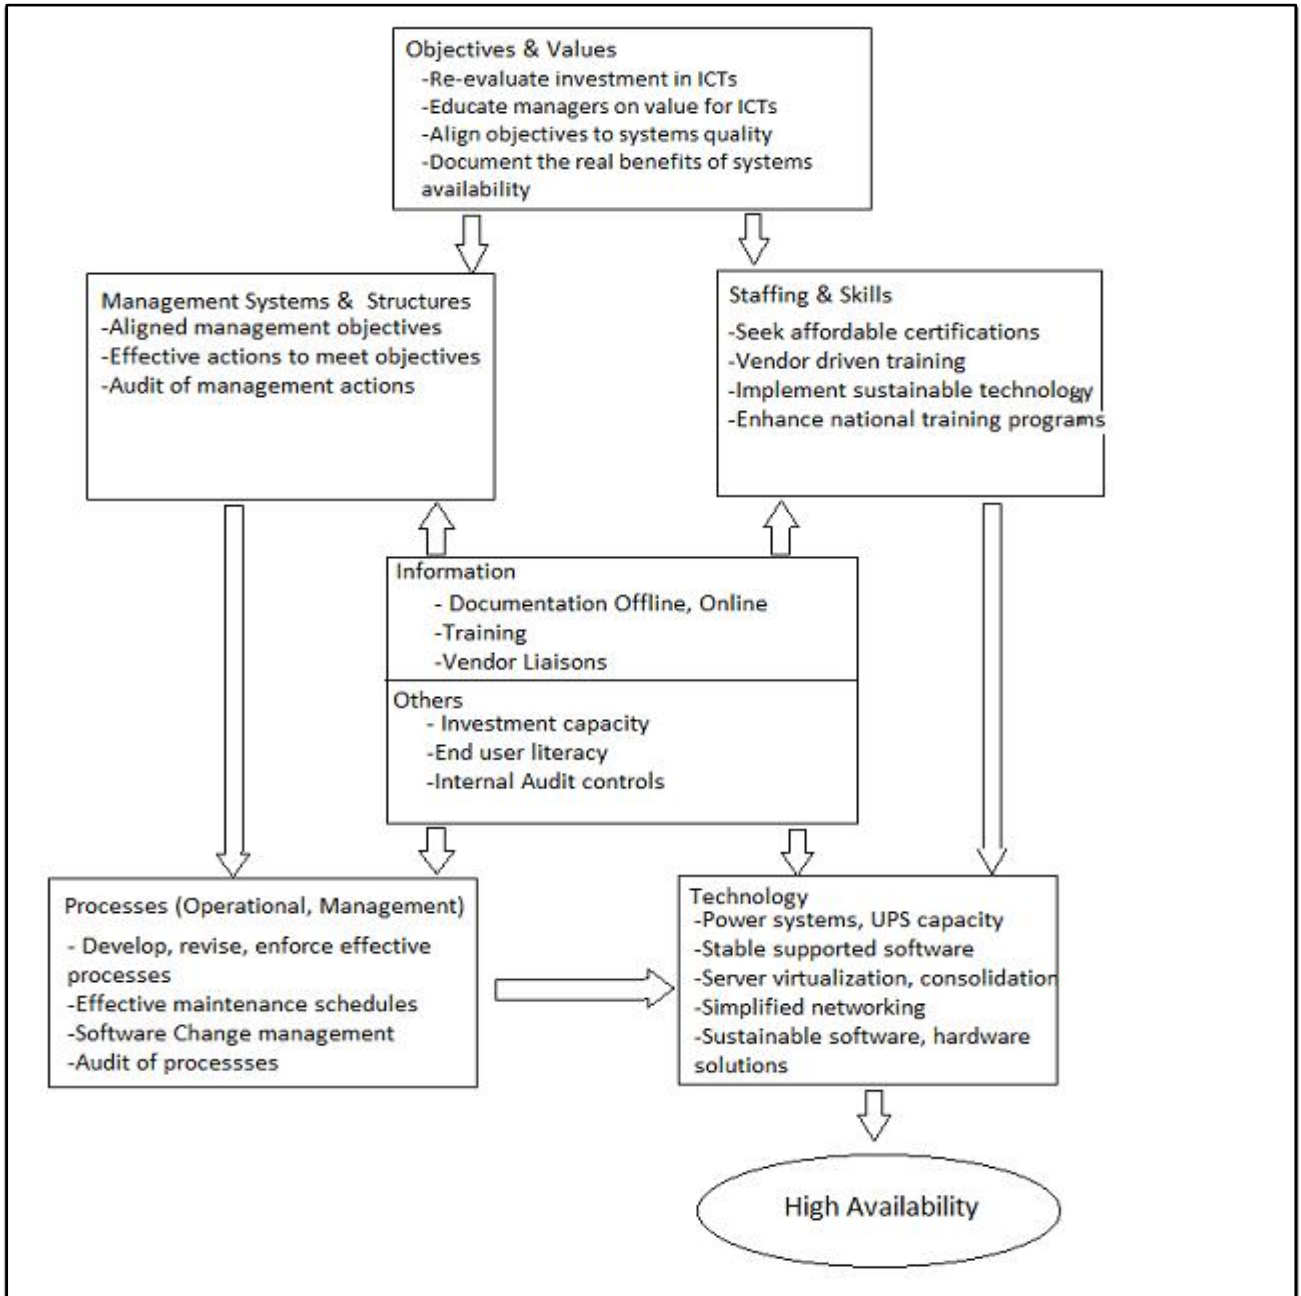 Objectives & Values
-Re-evaluate investment in ICTs
-Educate managers on value for ICTs
-Align objectives to systems quality
-Document the real benefits of systems
availability
Management Systems & Structures
-Aligned management objectives
-Effective actions to meet objectives
-Audit of management actions
Staffing & Skills
-Seek affordable certifications
-Vendor driven training
-Implement sustainable technology
-Enhance national training programs
Information
- Documentation Offline, Online
-Training
-Vendor Liaisons
Others
- Investment capacity
-End user literacy
-Internal Audit controls
Processes (Operational, Management)
- Develop, revise, enforce effective
processes
-Effective maintenance schedules
-Software Change management
-Audit of processses
Technology
-Power systems, UPS capacity
-Stable supported software
-Server virtualization, consolidation
-Simplified networking
-Sustainable software, hardware
solutions
High Availability